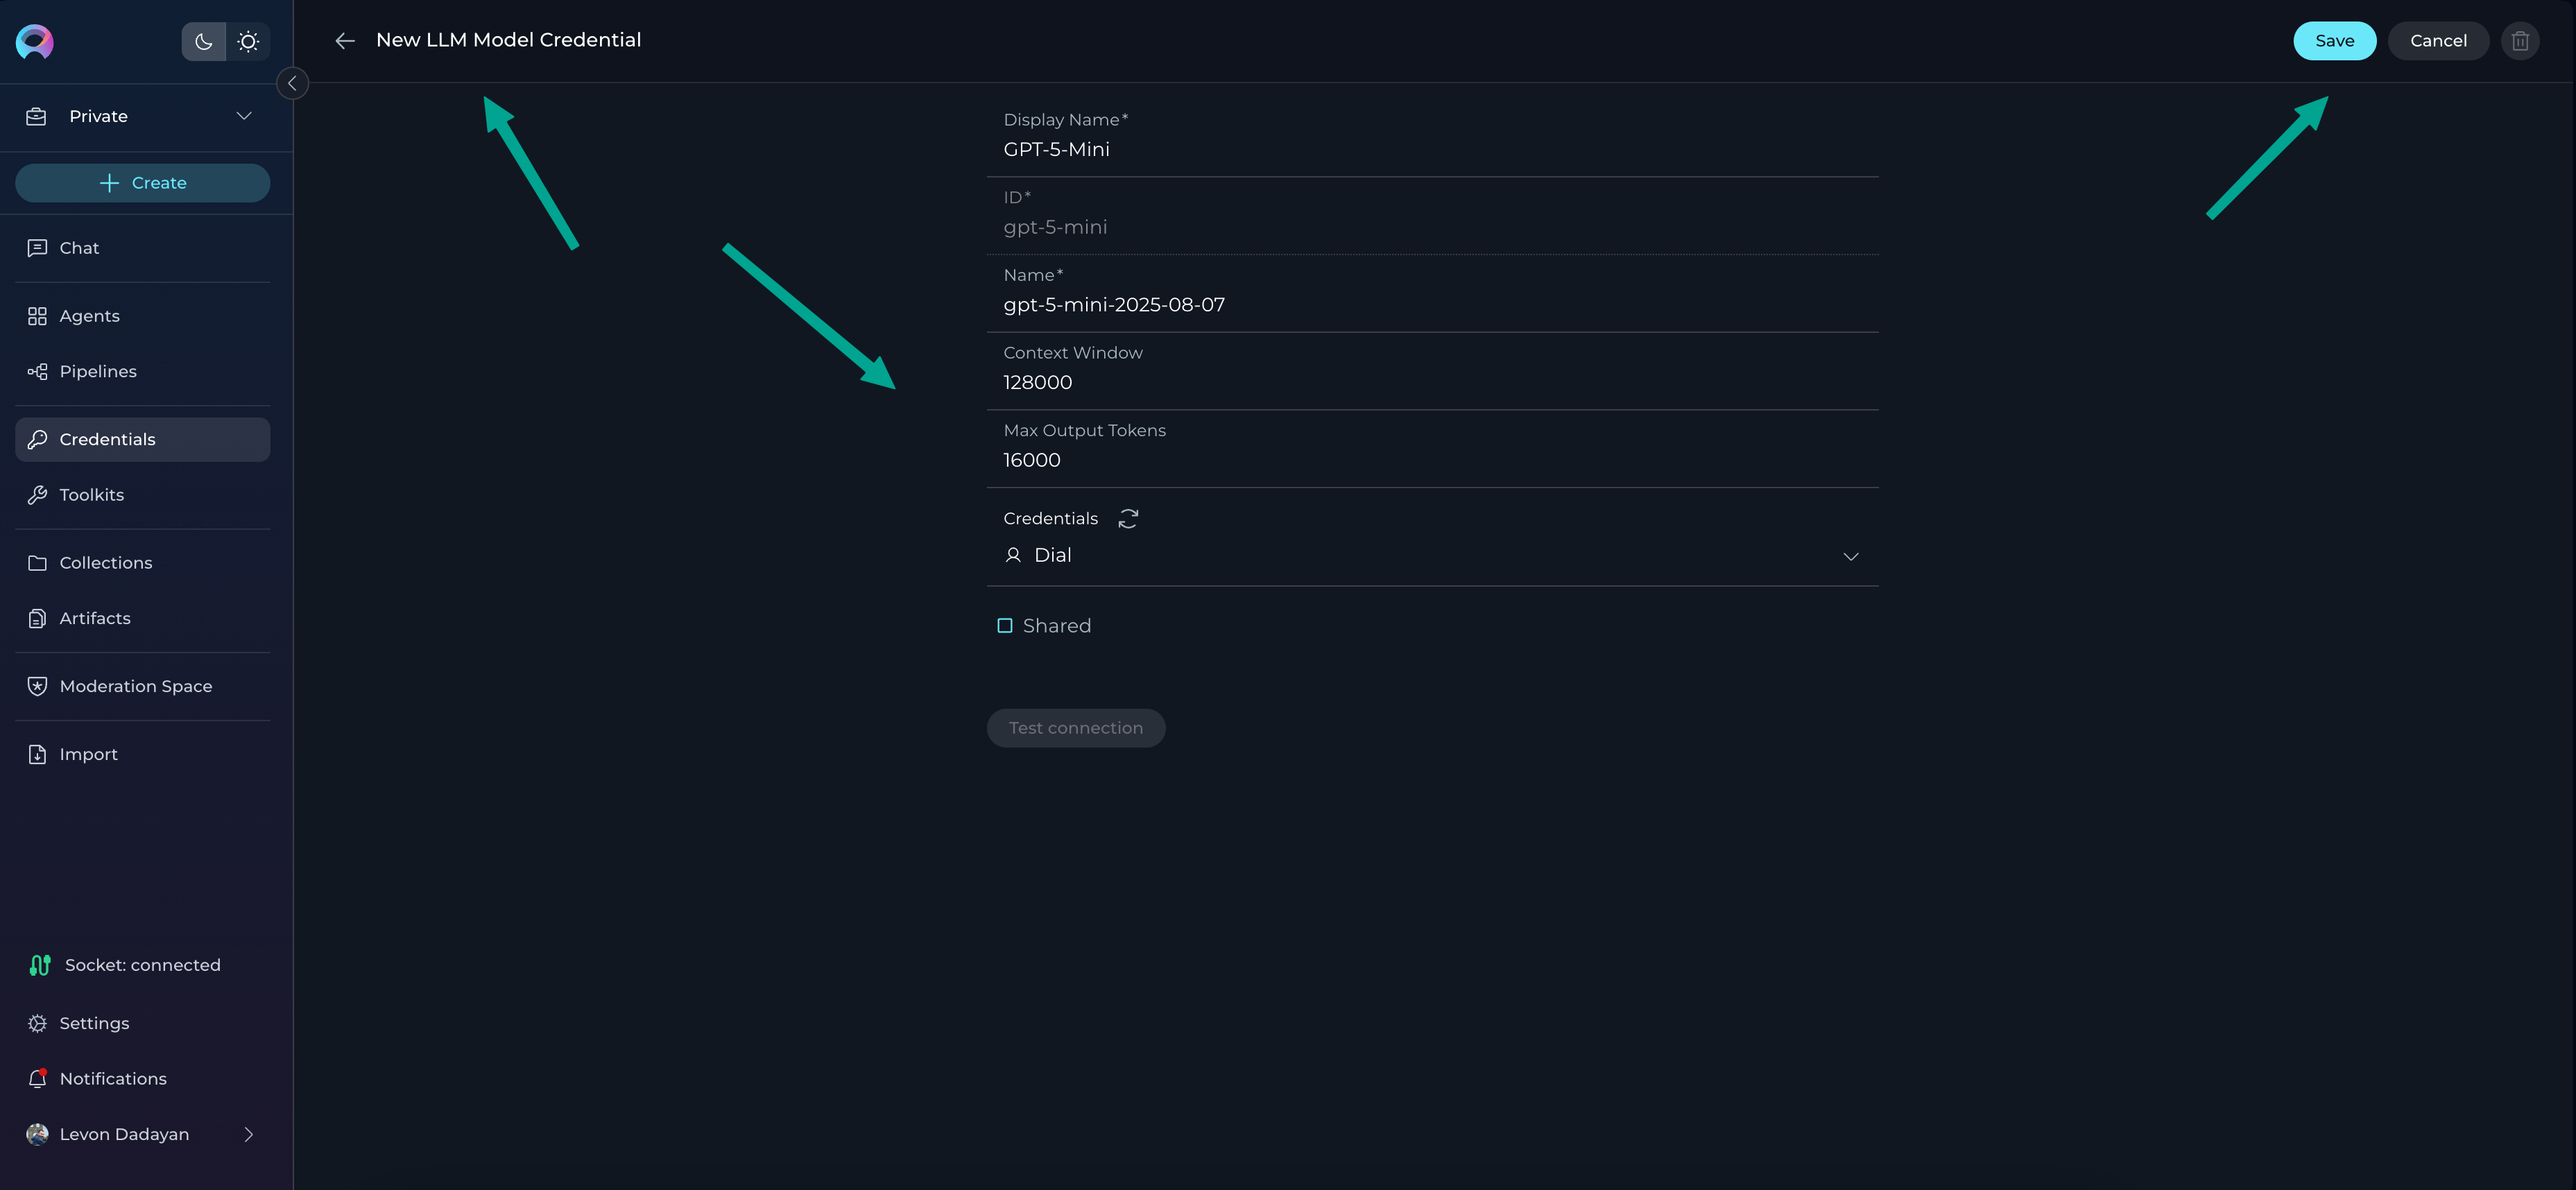 New LLM Model Credential
Save
Cancel
Private
Create
Chat
Agents
Pipelines
Credentials
Toolkits
Collections
Artifacts
Moderation Space
Import
Socket: connected
Settings
Notifications
Levon Dadayan
Display Name*
GPT-5-Mini
ID*
gpt-5-mini
Name*
gpt-5-mini-2025-08-07
Context Window
128000
Max Output Tokens
16000
Credentials
Dial
Shared
Test connection